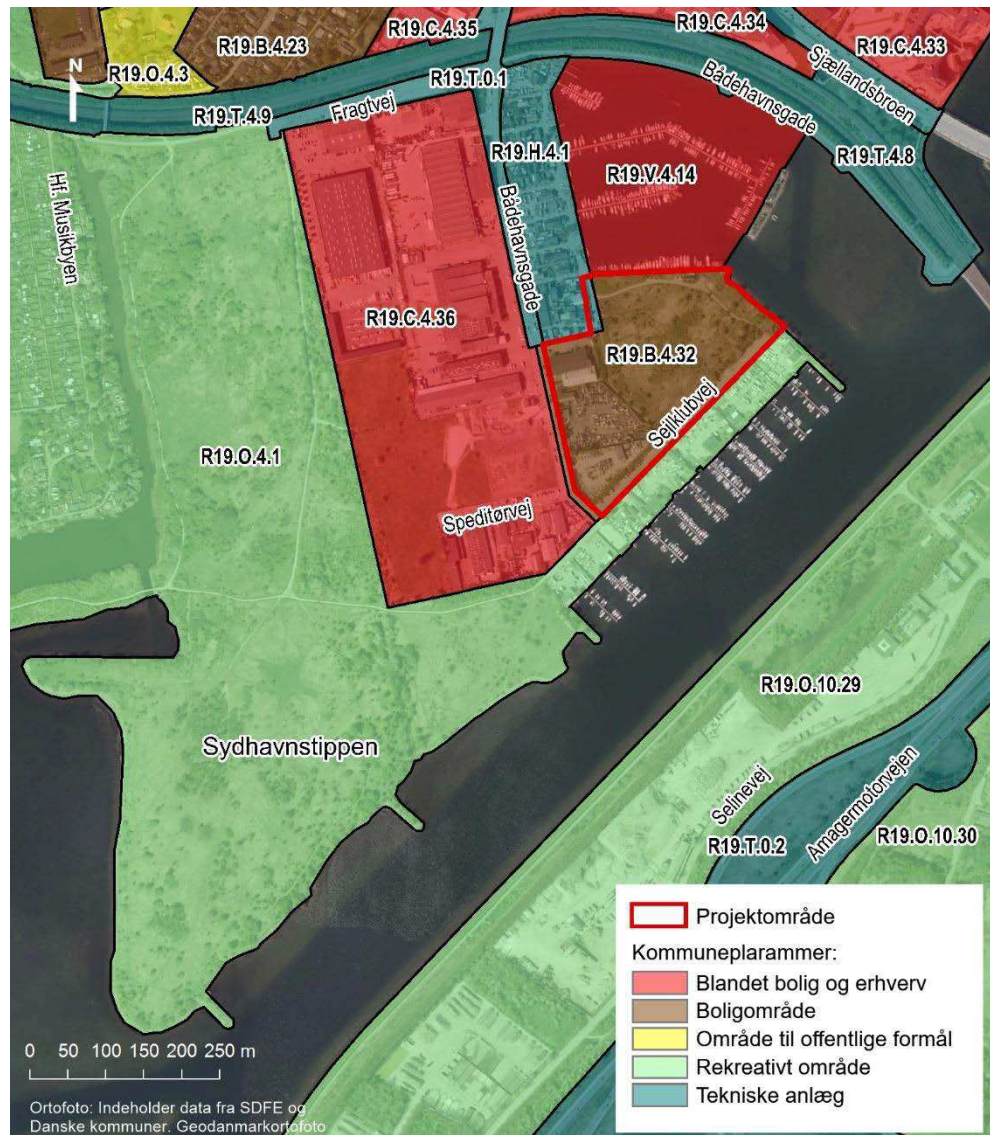 R19.C.4.35
R19.C.4.34
R19.C.4.33
R19.B.4.23
R19.O.4.3
Sjællandsbroen
N
R19.T.0.1
Bådehavnsgade
R19.T.4.9
Fragtvej
R19.H.4.1
R19.T.4.8
R19.V.4.14
Hf. Musikbyen
Bådehavnsgade
R19.C.4.36
R19.B.4.32
Sejlklubvej
R19.O.4.1
Speditørvej
R19.O.10.29
Sydhavnstippen
Selinevej
Amagermotorvejen
R19.T.0.2
R19.O.10.30
Projektområde
Kommuneplarammer:
Blandet bolig og erhverv
Boligområde
Område til offentlige formål
Rekreativt område
Tekniske anlæg
0 50 100 150 200 250 m
Ortofoto: Indeholder data fra SDFE og
Danske kommuner. Geodanmarkortofoto